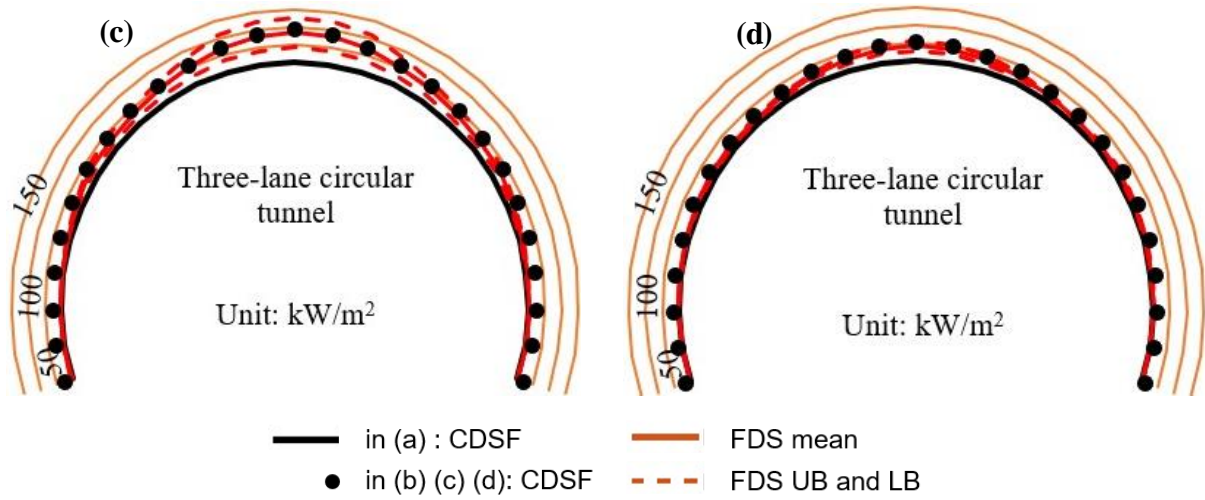 (c)
150
100
50
Three-lane circular
tunnel
Unit: kW/m²
(d)
150
100
50
Three-lane circular
tunnel
Unit: kW/m²
in (a) : CDSF
FDS mean
in (b) (c) (d): CDSF
FDS UB and LB